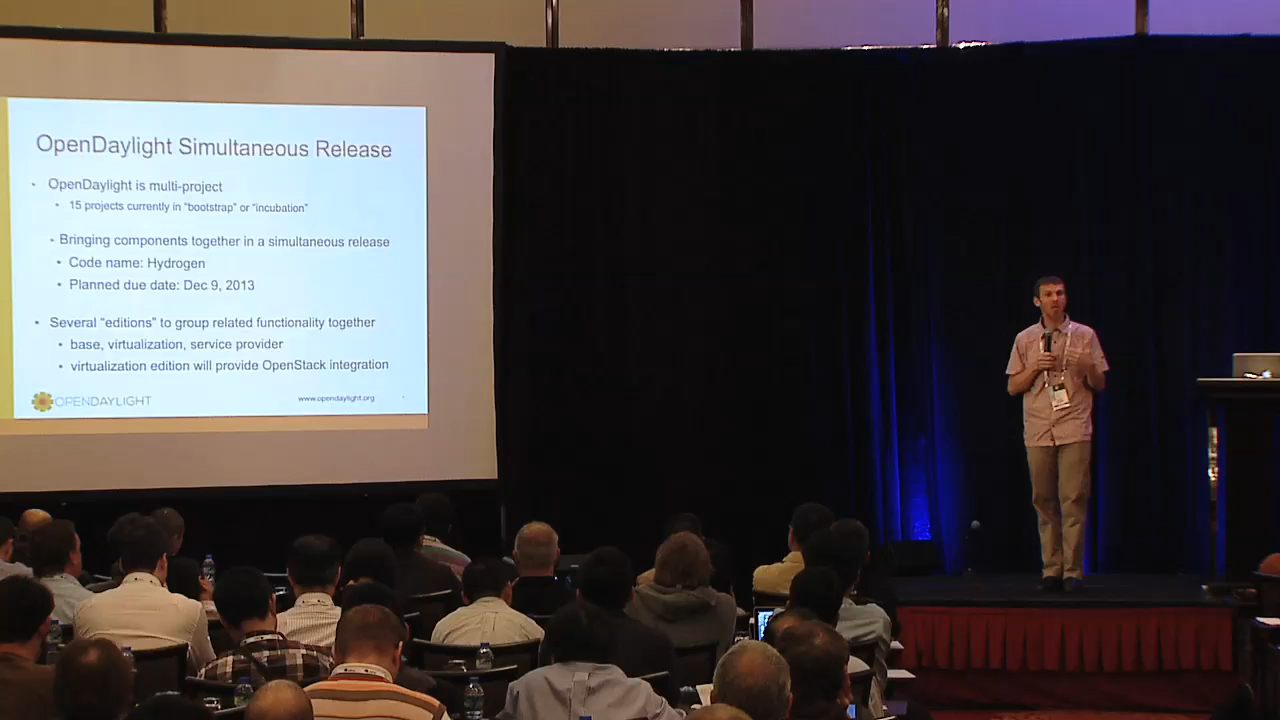 OpenDaylight Simultaneous Release
• OpenDaylight is multi-project
• 15 projects currently in “bootstrap” or “incubation”
• Bringing components together in a simultaneous release
• Code name: Hydrogen
• Planned due date: Dec 9, 2013
• Several “editions” to group related functionality together
• base, virtualization, service provider
• virtualization edition will provide OpenStack integration
OPENDAYLIGHT
www.opendaylight.org